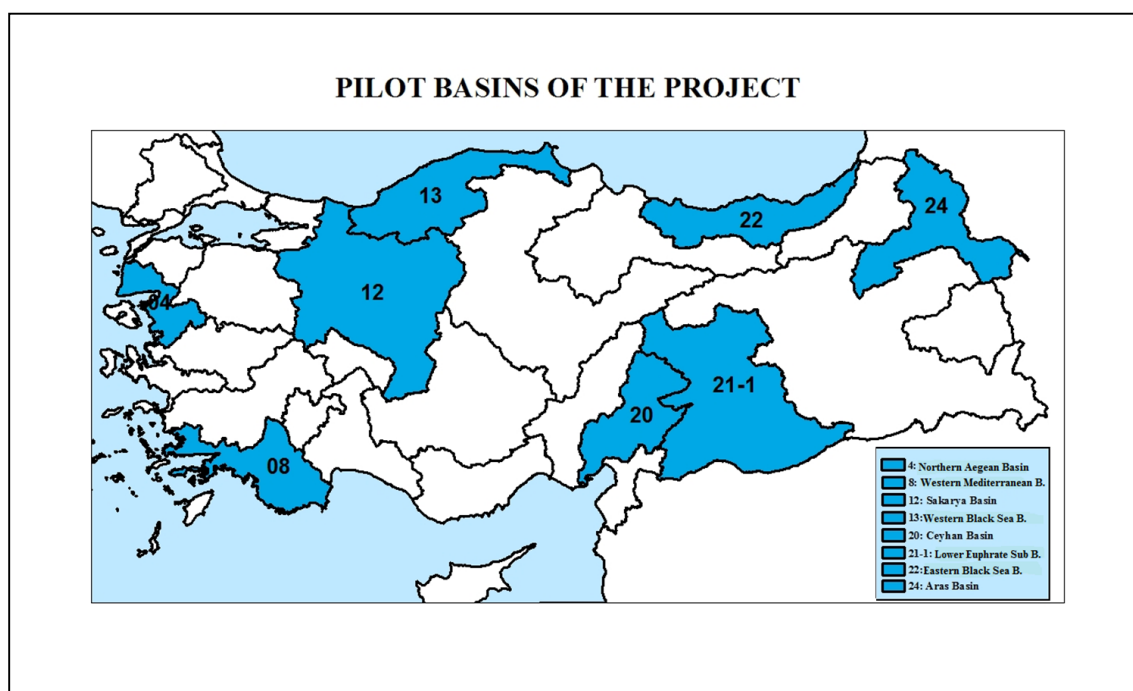 PILOT BASINS OF THE PROJECT
13
22
24
04
12
21-1
20
08
4: Northern Aegean Basin
8: Western Mediterranean B.
12: Sakarya Basin
13:Western Black Sea B.
20: Ceyhan Basin
21-1: Lower Euphrate Sub B.
22:Eastern Black Sea B.
24: Aras Basin